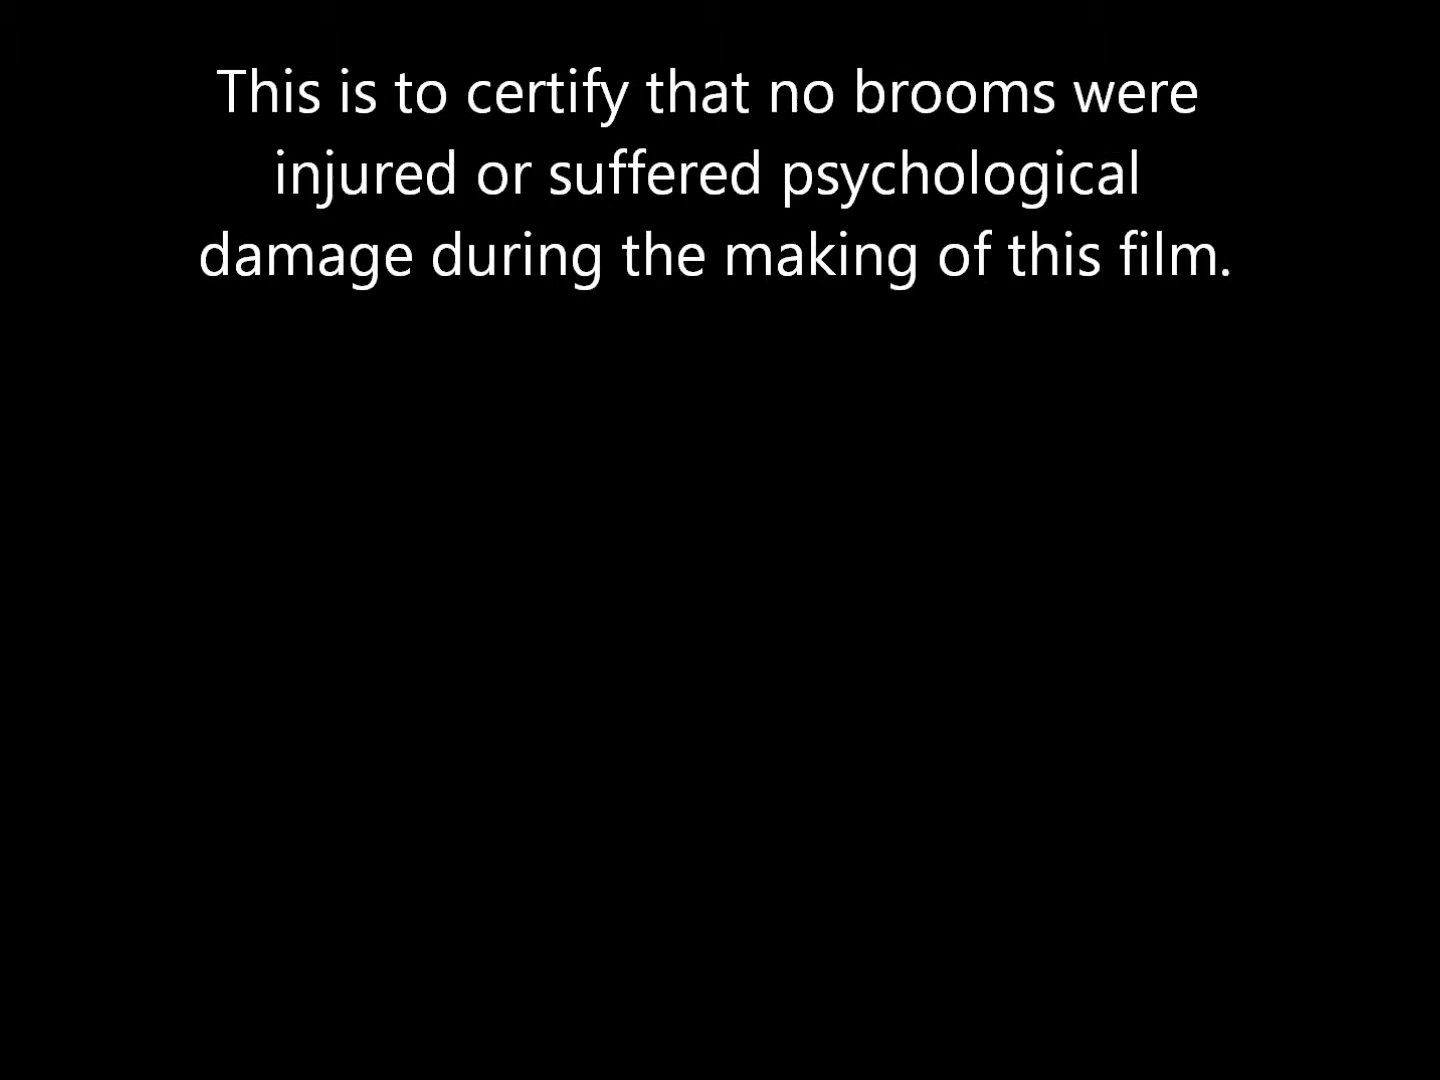 This is to certify that no brooms were
injured or suffered psychological
damage during the making of this film.